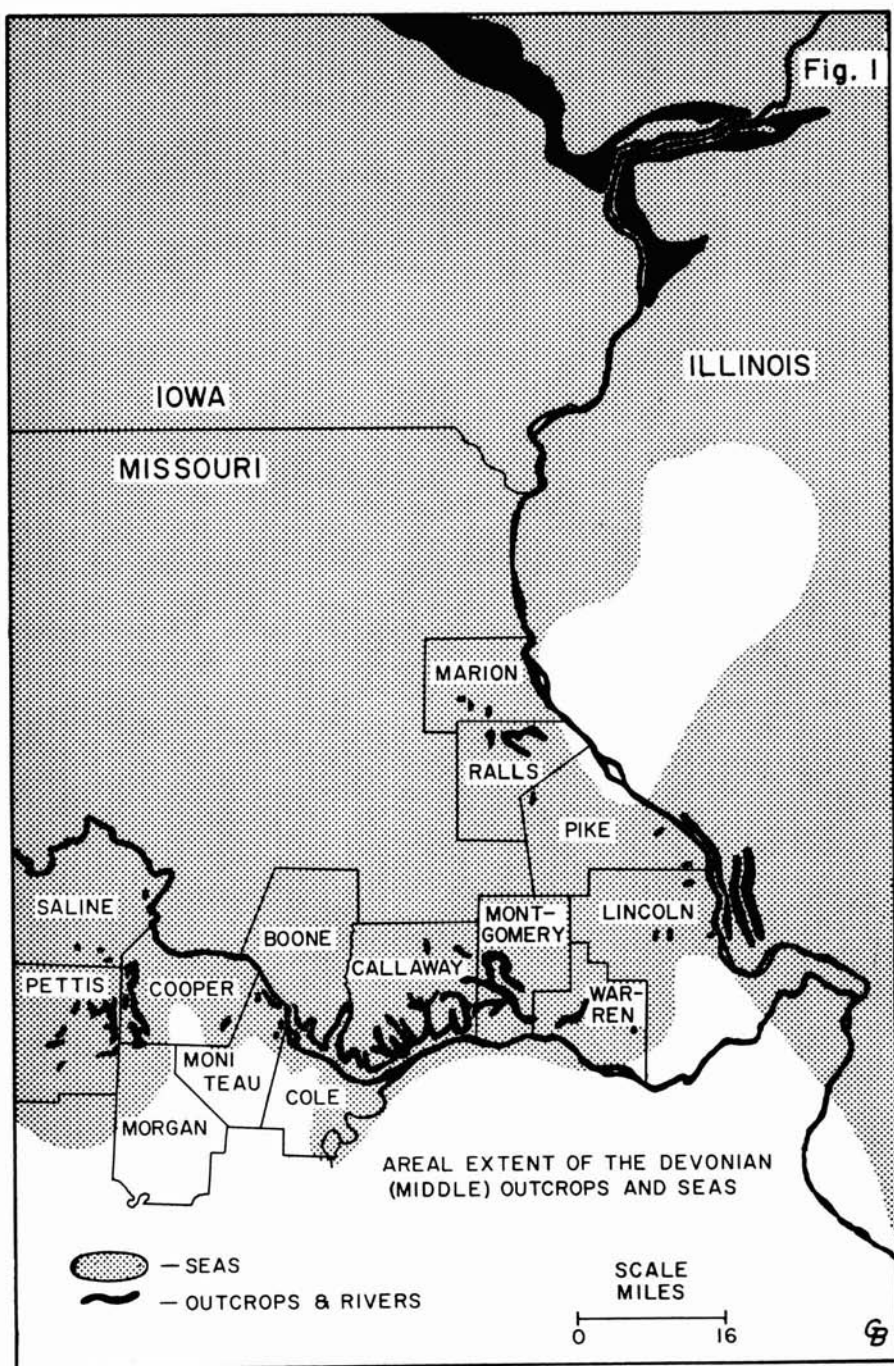 Fig. 1
ILLINOIS
IOWA
MISSOURI
MARION
RALLS
PIKE
SALINE
BOONE
MONT-
GOMERY
LINCOLN
CALLAWAY
PETTIS
COOPER
WAR-
REN
MONI
TEAU
COLE
MORGAN
AREAL EXTENT OF THE DEVONIAN
(MIDDLE) OUTCROPS AND SEAS
— SEAS
— OUTCROPS & RIVERS
SCALE
MILES
0 16
GB